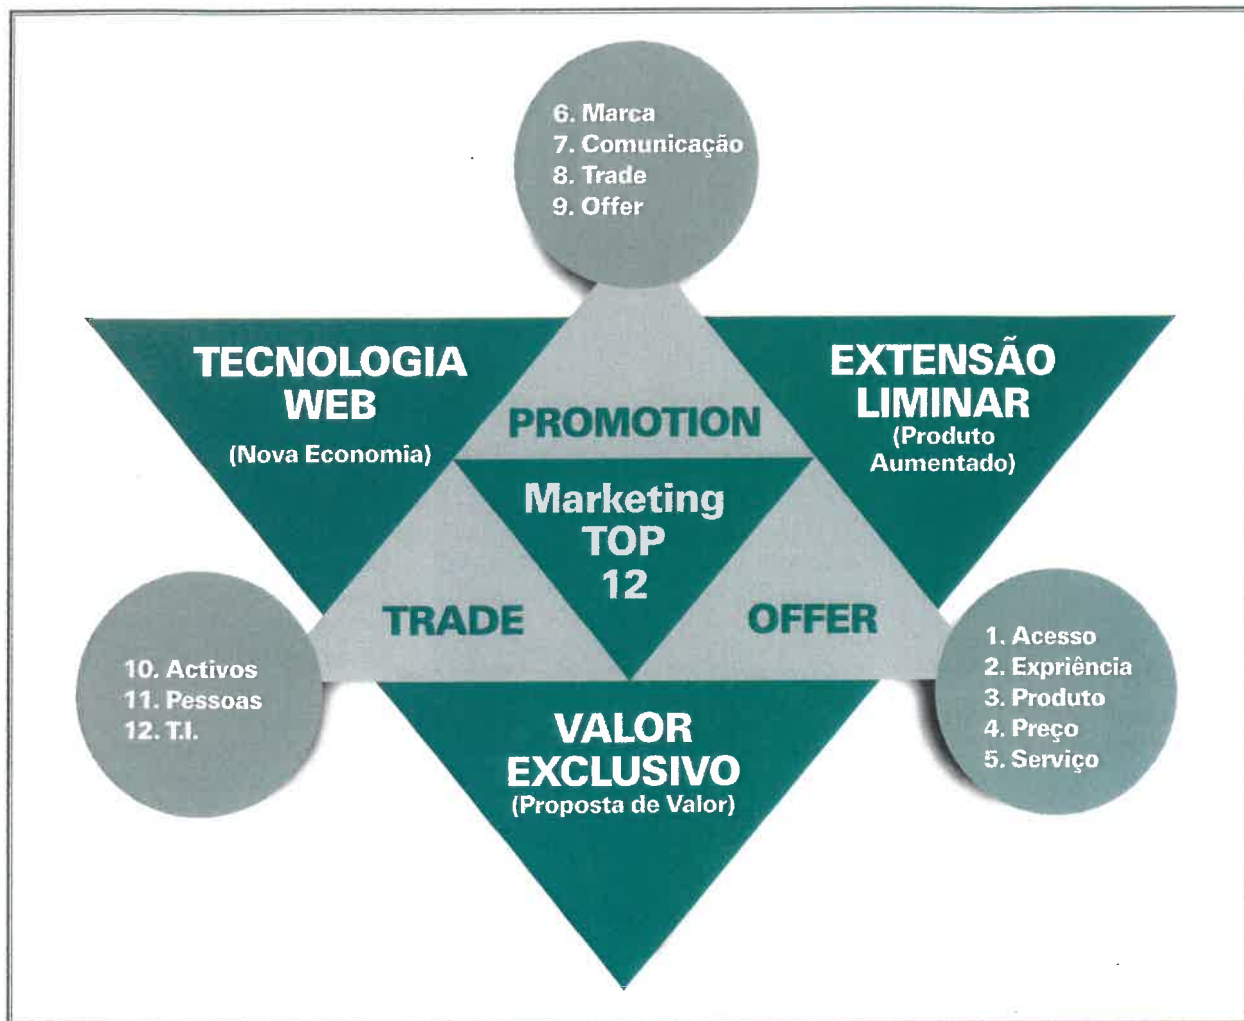 6. Marca
7. Comunicação
8. Trade
9. Offer
TECNOLOGIA
WEB
(Nova Economia)
EXTENSÃO
LIMINAR
(Produto
Aumentado)
PROMOTION
Marketing
TOP
12
TRADE
OFFER
10. Activos
11. Pessoas
12. T.I.
1. Acesso
2. Expriência
3. Produto
4. Preço
5. Serviço
VALOR
EXCLUSIVO
(Proposta de Valor)